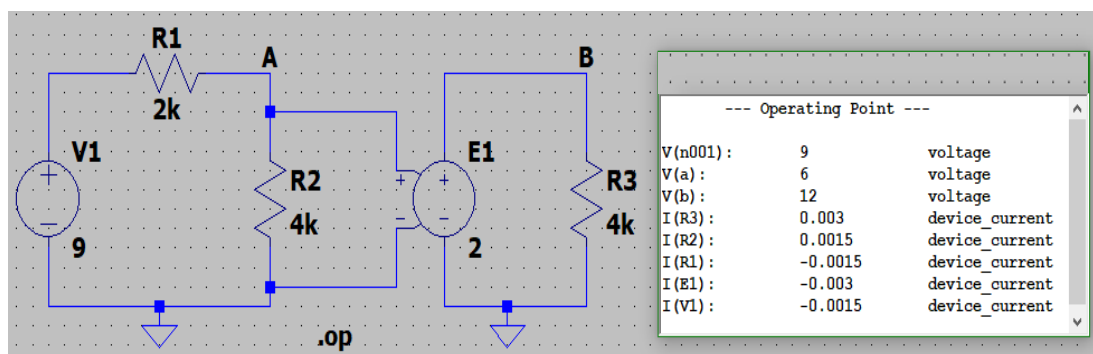 R1
A
B
2k
V1
R2
E1
R3
4k
4k
9
2
.op
--- Operating Point ---
V(n001): 9 voltage
V(a): 6 voltage
V(b): 12 voltage
I(R3): 0.003 device_current
I(R2): 0.0015 device_current
I(R1): -0.0015 device_current
I(E1): -0.003 device_current
I(V1): -0.0015 device_current